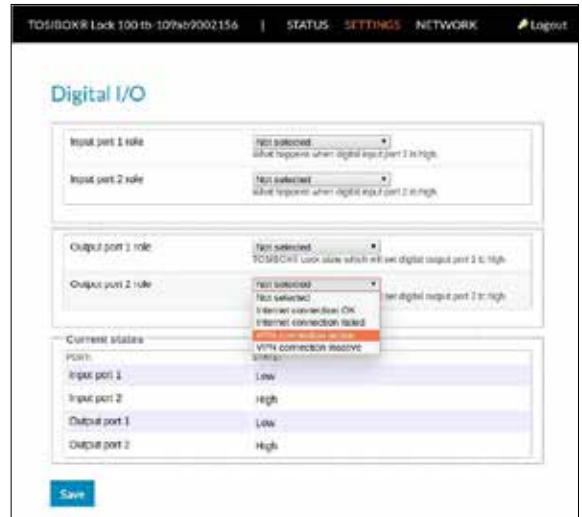 TOSIBOX® Lock 100 tb-109ab9002156 | STATUS SETTINGS NETWORK Logout
Digital I/O
Input port 1 role Not selected
What happens when digital input port 1 is high.
Input port 2 role Not selected
What happens when digital input port 2 is high.
Output port 1 role Not selected
TOSIBOX® Lock state which will set digital output port 1 to high.
Output port 2 role Not selected
Not selected set digital output port 2 to high.
Internet connection OK
Internet connection failed
VPN connection active
VPN connection inactive
Current states
PORT: STATE:
Input port 1 Low
Input port 2 High
Output port 1 Low
Output port 2 High
Save